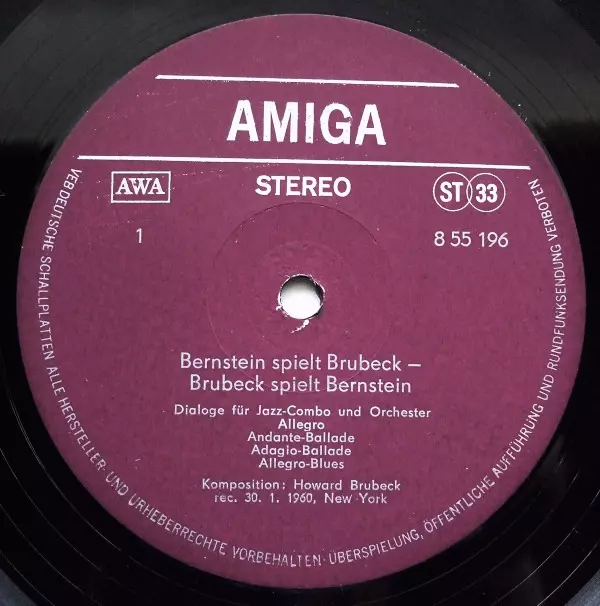 AMIGA
AWA
STEREO
ST 33
1
8 55 196
Bernstein spielt Brubeck –
Brubeck spielt Bernstein
Dialoge für Jazz-Combo und Orchester
Allegro
Andante-Ballade
Adagio-Ballade
Allegro-Blues
Komposition: Howard Brubeck
rec. 30. 1. 1960, New York
VEB DEUTSCHE SCHALLPLATTEN ALLE HERSTELLER- UND URHEBERRECHTE VORBEHALTEN · ÜBERSPIELUNG, ÖFFENTLICHE AUFFÜHRUNG UND RUNDFUNKSENDUNG VERBOTEN